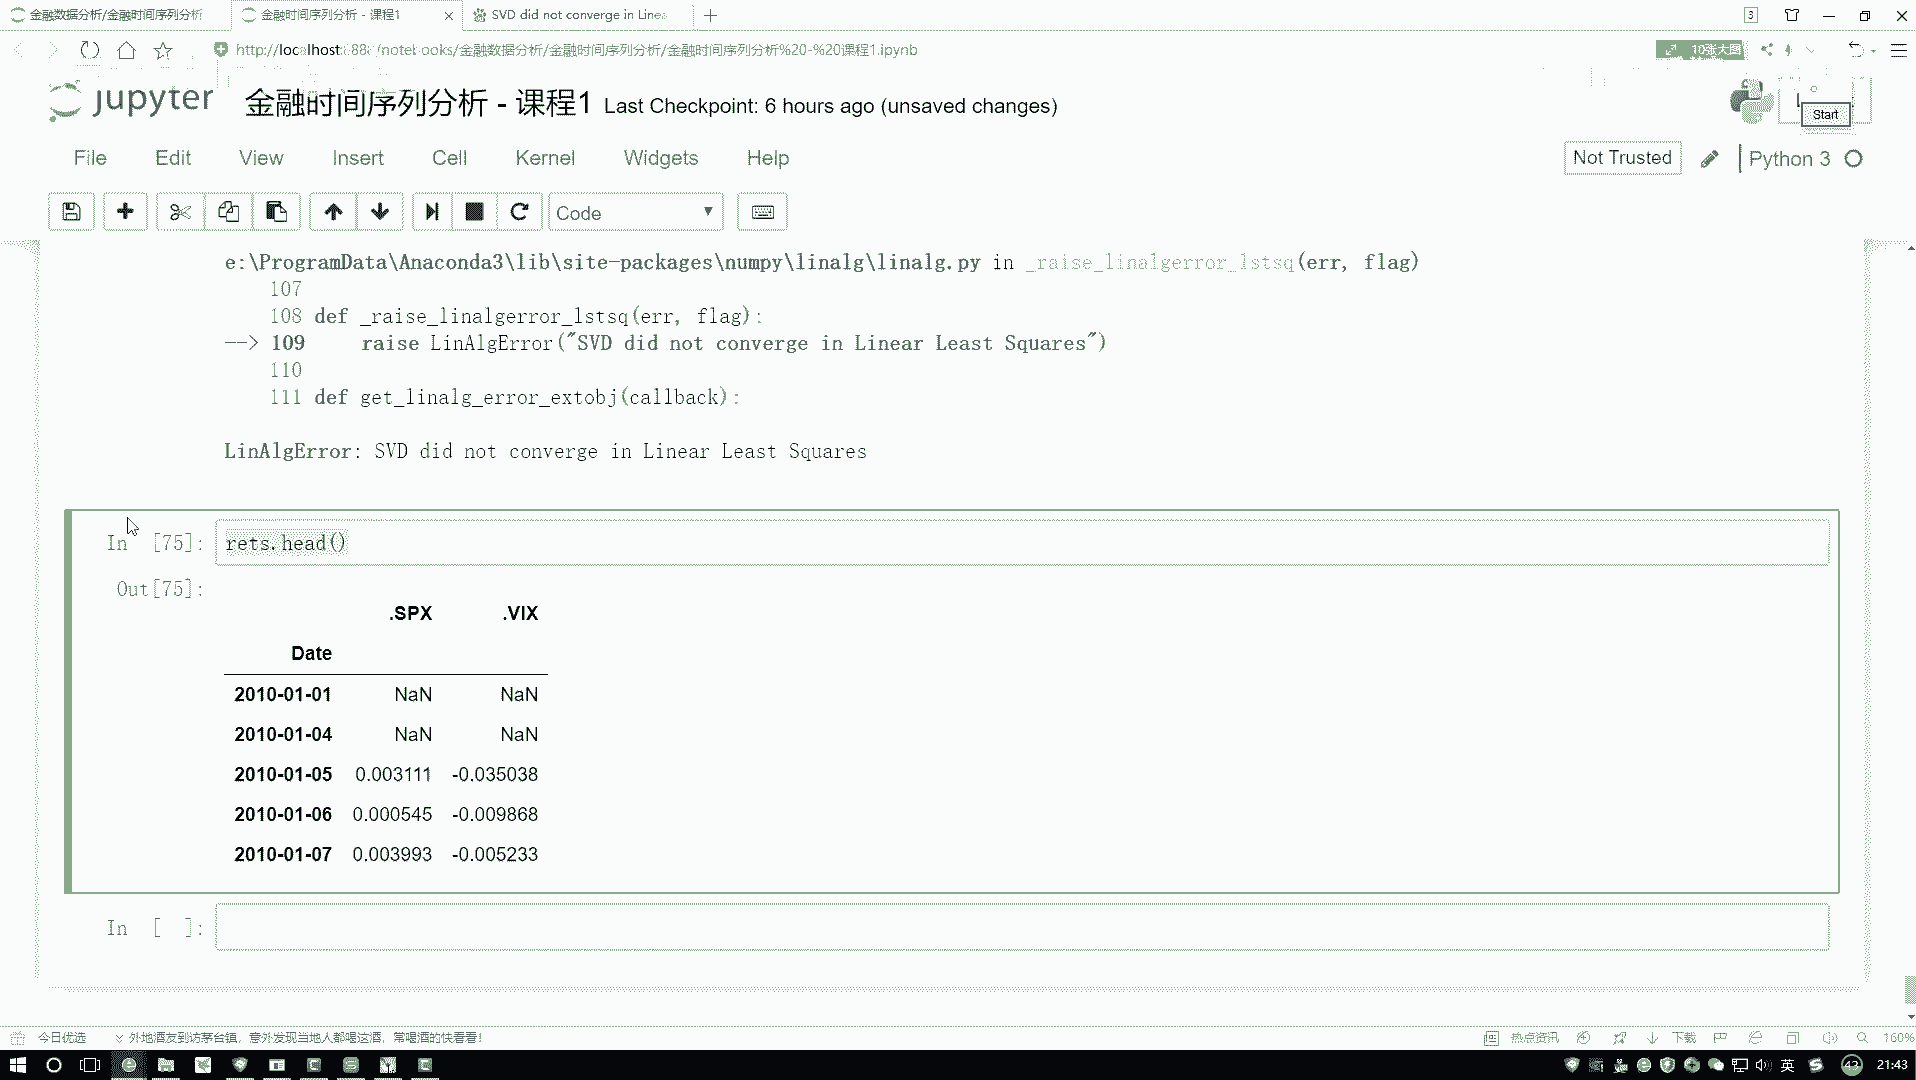 金融数据分析/金融时间序列分析
金融时间序列分析 - 课程1
SVD did not converge in Linea
3
http://localhost:88 /notebooks/金融数据分析/金融时间序列分析/金融时间序列分析%20-%20课程1.ipynb
10张大图
jupyter
金融时间序列分析 - 课程1 Last Checkpoint: 6 hours ago (unsaved changes)
Start
File Edit View Insert Cell Kernel Widgets Help
Not Trusted
Python 3
Code
e:\ProgramData\Anaconda3\lib\site-packages\numpy\linalg\linalg.py in _raise_linalgerror_lstsq(err, flag)
107
108 def _raise_linalgerror_lstsq(err, flag):
--> 109 raise LinAlgError("SVD did not converge in Linear Least Squares")
110
111 def get_linalg_error_extobj(callback):
LinAlgError: SVD did not converge in Linear Least Squares
In [75]: rets.head()
Out[75]:
.SPX .VIX
Date
2010-01-01 NaN NaN
2010-01-04 NaN NaN
2010-01-05 0.003111 -0.035038
2010-01-06 0.000545 -0.009868
2010-01-07 0.003993 -0.005233
In [ ]:
今日优选 外地酒友到访茅台镇，意外发现当地人都喝这酒，常喝酒的快看看！
热点资讯 下载 160%
英 43 21:43